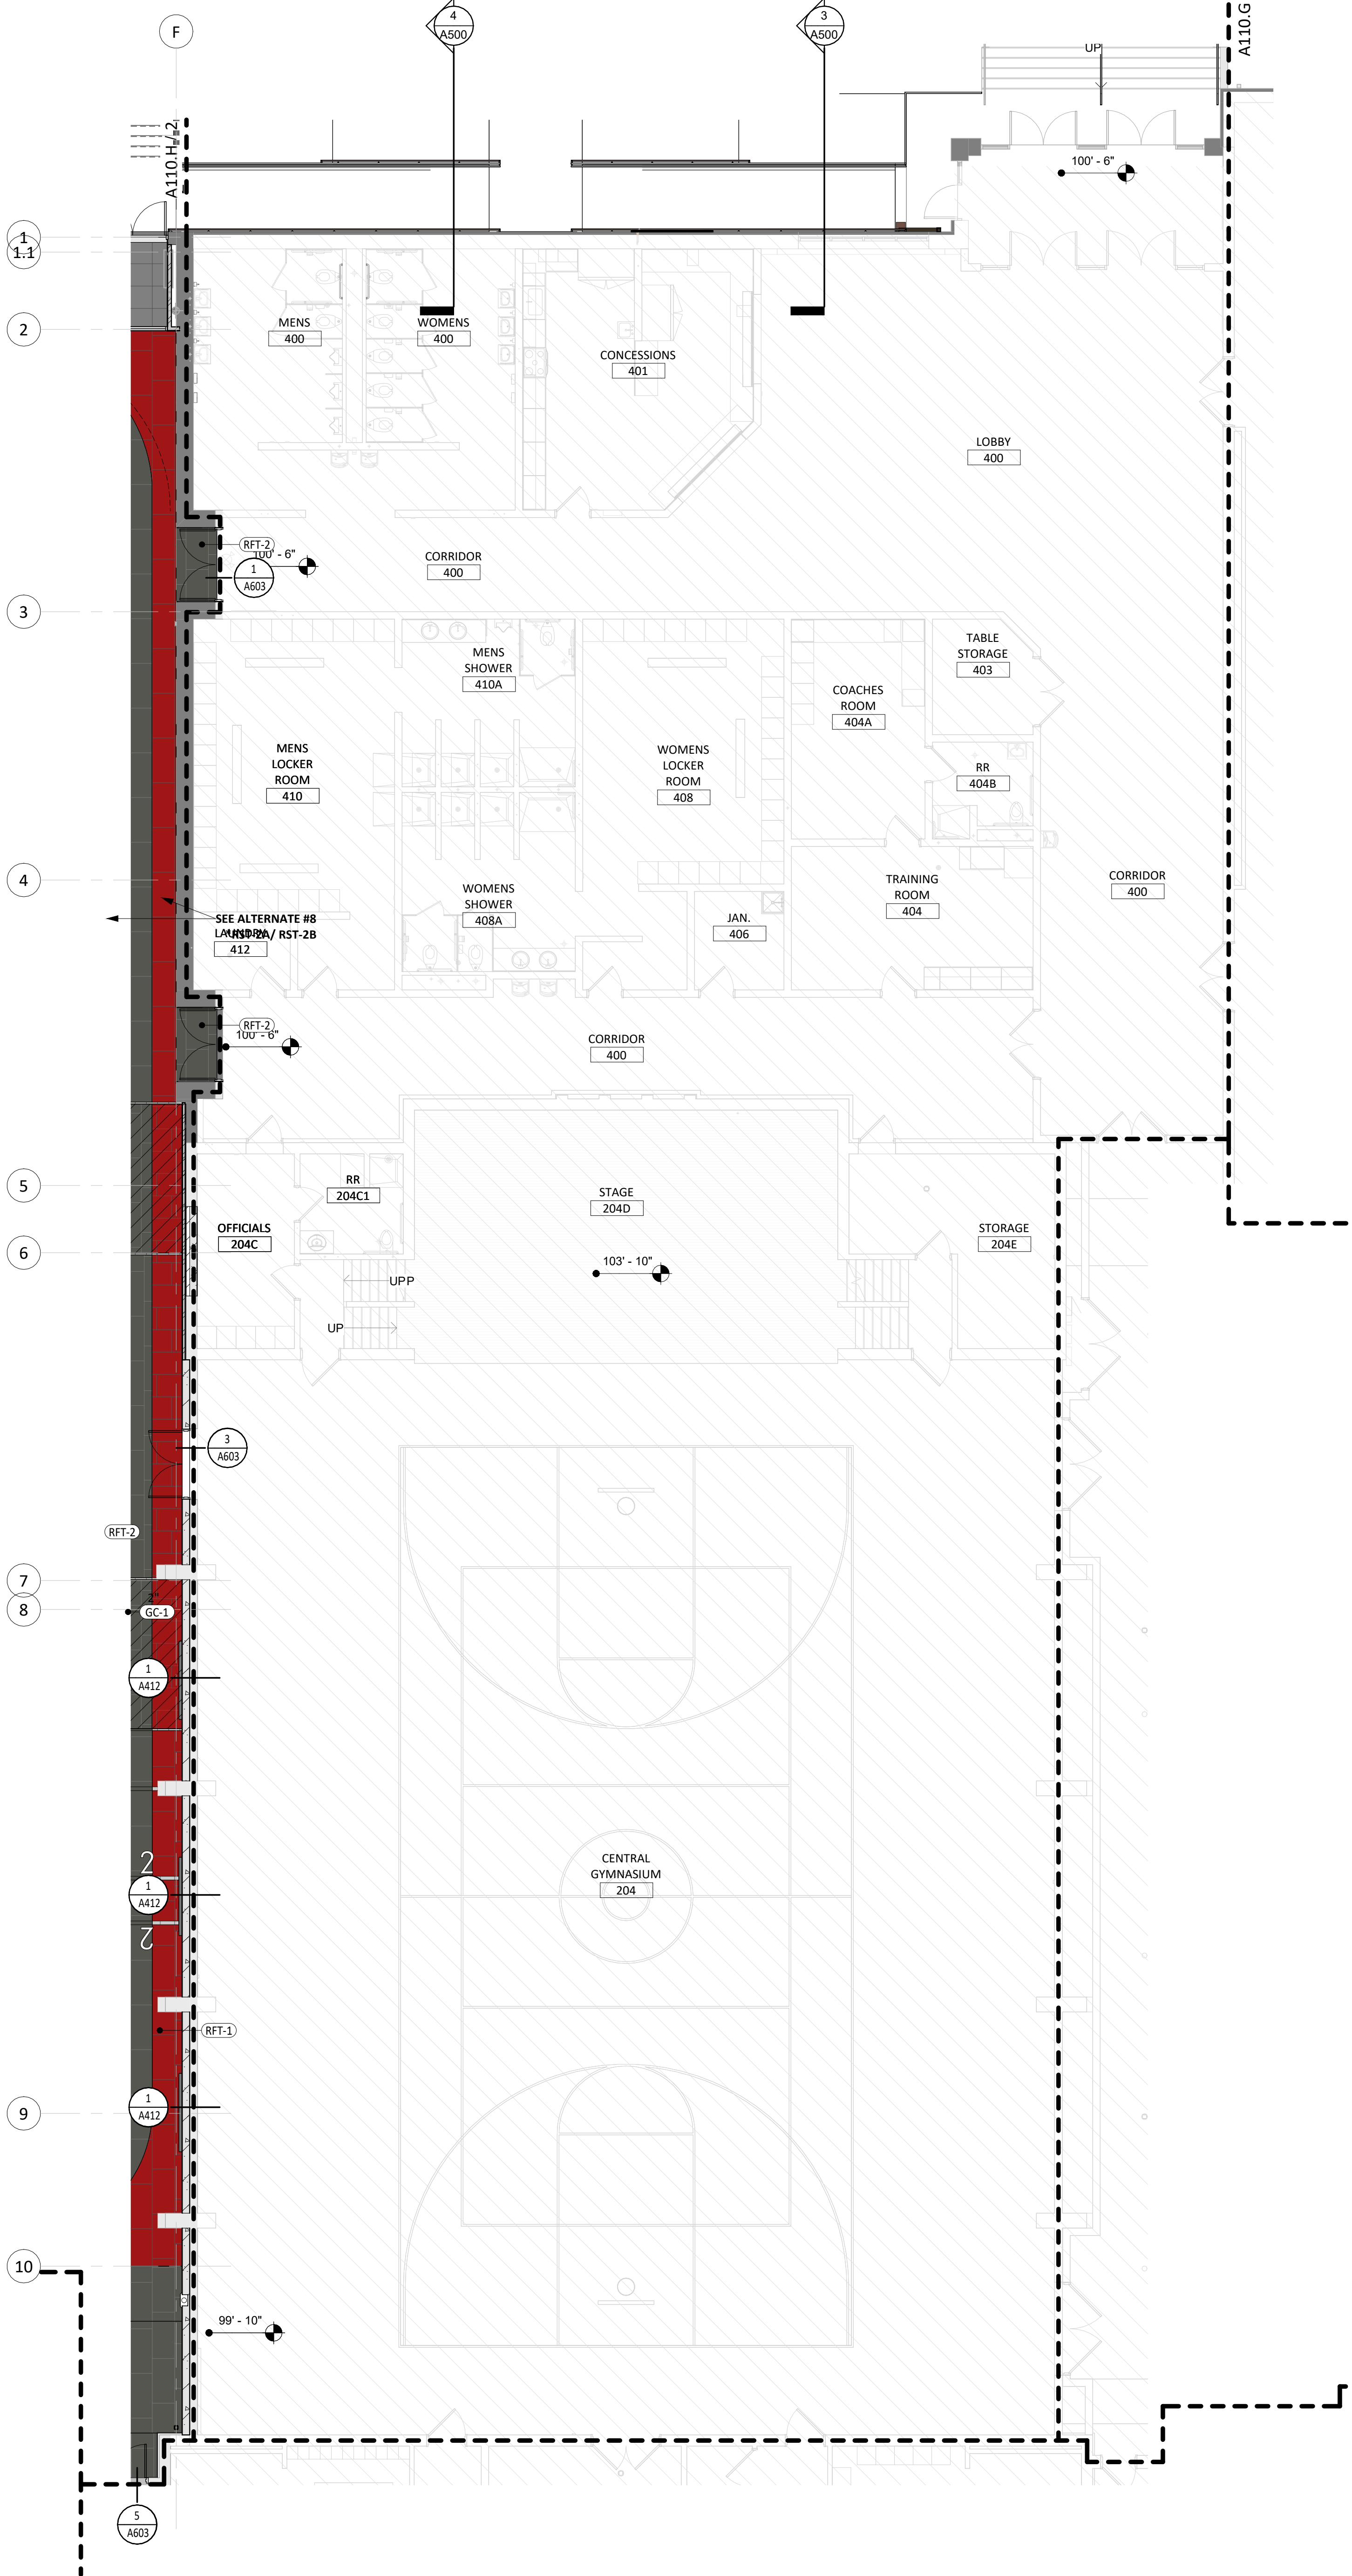 4
A500
3
A500
F
A110.G
UP
A110.H / 2
100' - 6"
1
1.1
2
MENS
400
WOMENS
400
CONCESSIONS
401
LOBBY
400
RFT-2
100' - 6"
1
A603
CORRIDOR
400
3
MENS
SHOWER
410A
TABLE
STORAGE
403
COACHES
ROOM
404A
MENS
LOCKER
ROOM
410
WOMENS
LOCKER
ROOM
408
RR
404B
4
WOMENS
SHOWER
408A
TRAINING
ROOM
404
CORRIDOR
400
JAN.
406
SEE ALTERNATE #8
*RST-2A/ RST-2B
LAUNDRY
412
RFT-2
100' - 6"
CORRIDOR
400
5
RR
204C1
STAGE
204D
OFFICIALS
204C
STORAGE
204E
6
103' - 10"
UPP
UP
3
A603
RFT-2
7
8
2"
GC-1
1
A412
2
1
A412
2
CENTRAL
GYMNASIUM
204
RFT-1
9
1
A412
10
99' - 10"
5
A603